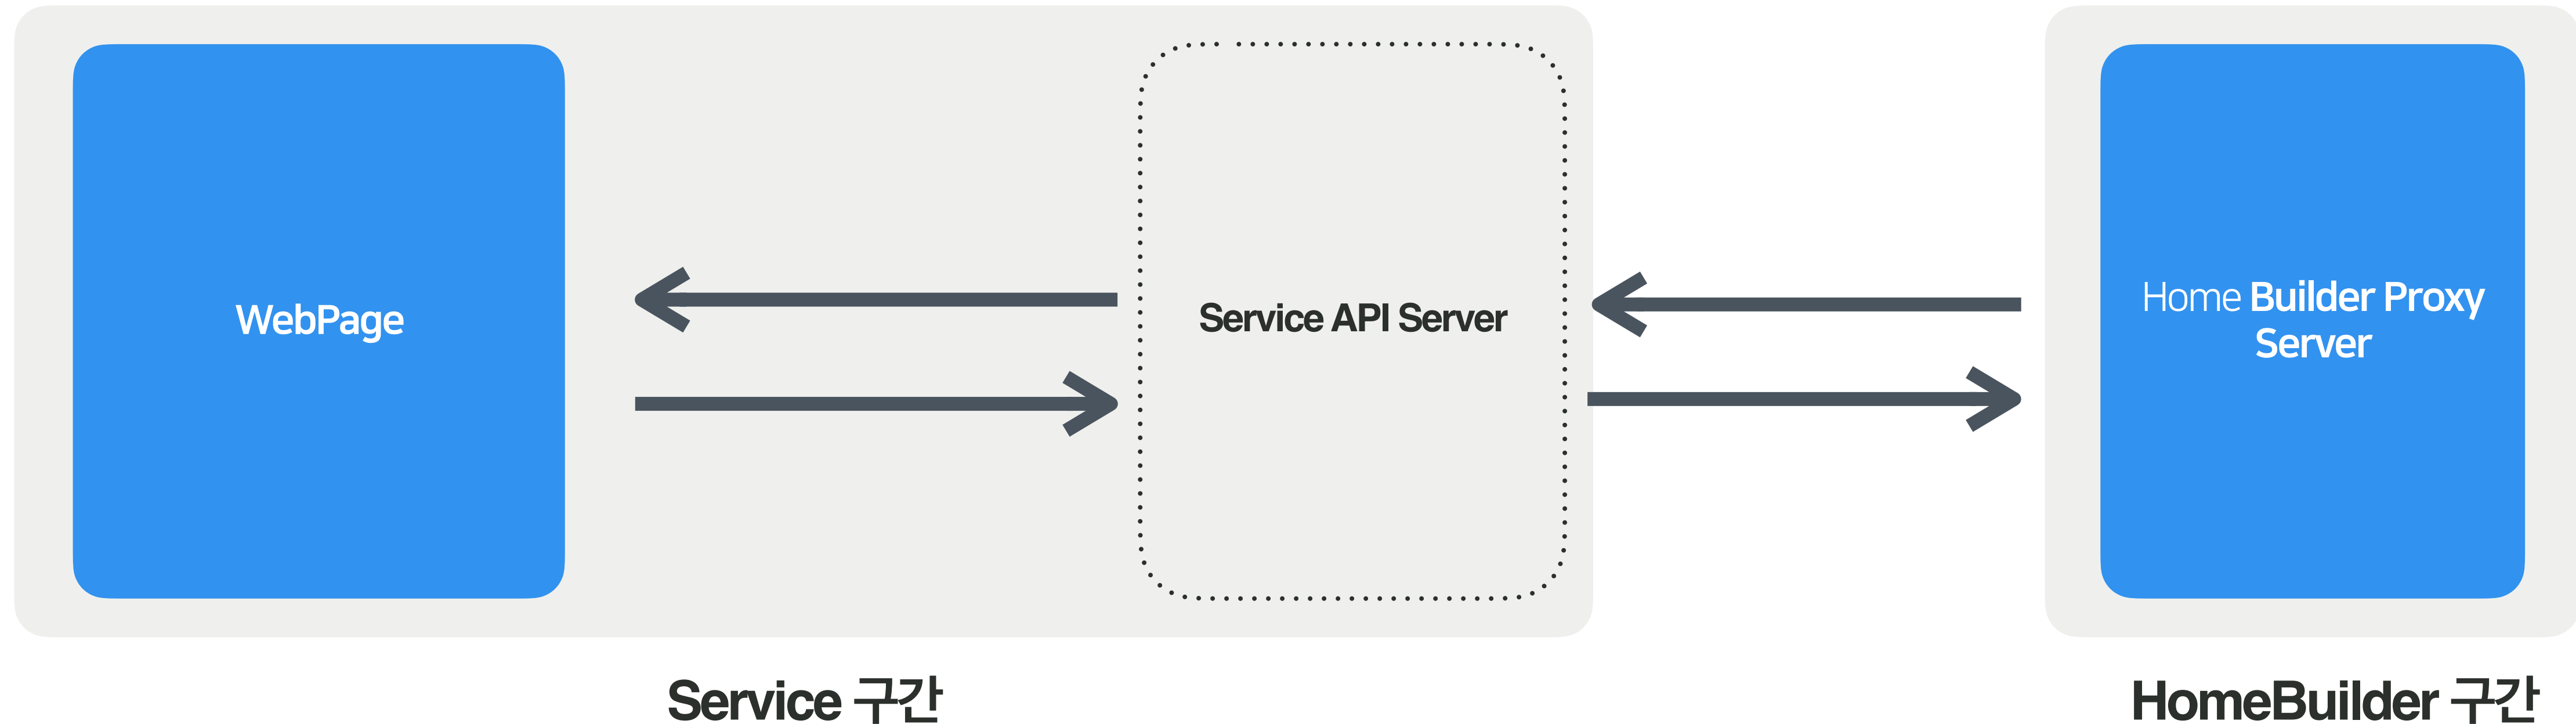 WebPage
Service API Server
Home Builder Proxy
Server
Service 구간
HomeBuilder 구간